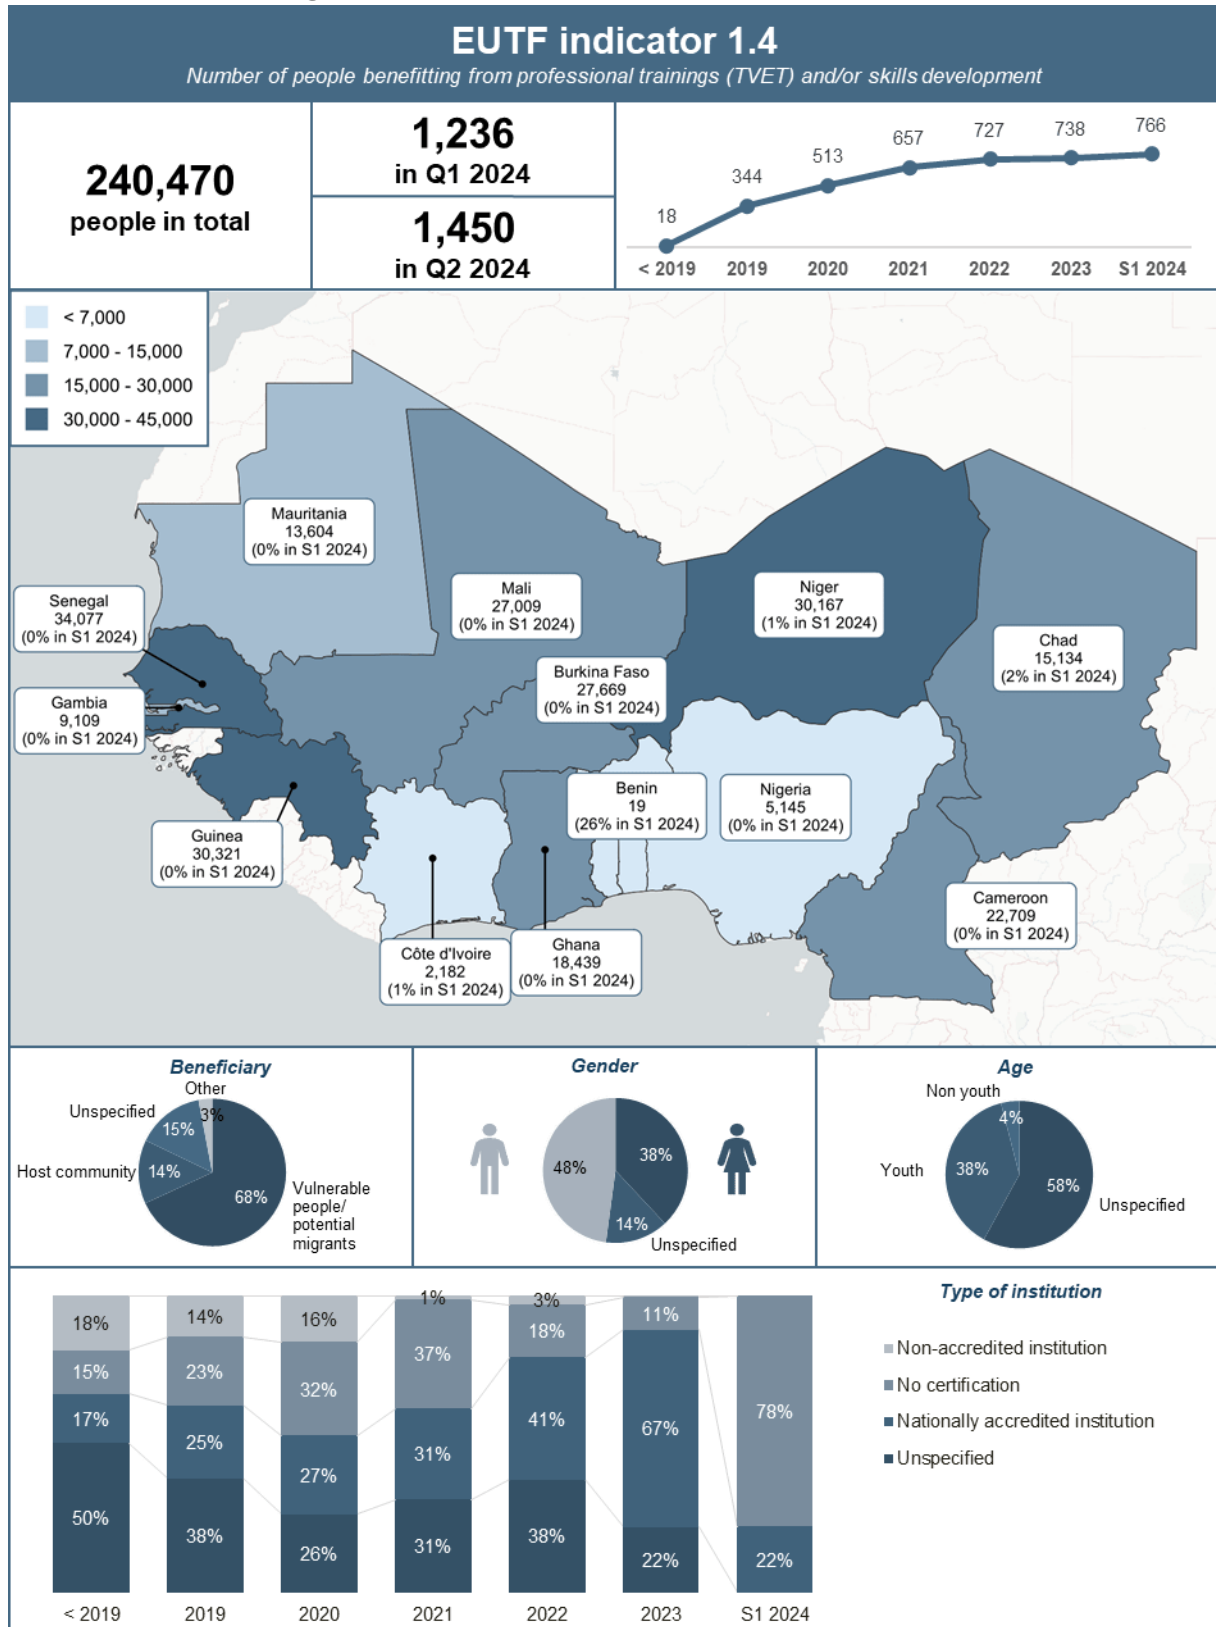 EUTF indicator 1.4
Number of people benefitting from professional trainings (TVET) and/or skills development
240,470
people in total
1,236
in Q1 2024
1,450
in Q2 2024
18
344
513
657
727
738
766
< 2019
2019
2020
2021
2022
2023
S1 2024
< 7,000
7,000 - 15,000
15,000 - 30,000
30,000 - 45,000
Mauritania
13,604
(0% in S1 2024)
Mali
27,009
(0% in S1 2024)
Niger
30,167
(1% in S1 2024)
Senegal
34,077
(0% in S1 2024)
Chad
15,134
(2% in S1 2024)
Burkina Faso
27,669
(0% in S1 2024)
Gambia
9,109
(0% in S1 2024)
Benin
19
(26% in S1 2024)
Nigeria
5,145
(0% in S1 2024)
Guinea
30,321
(0% in S1 2024)
Cameroon
22,709
(0% in S1 2024)
Côte d'Ivoire
2,182
(1% in S1 2024)
Ghana
18,439
(0% in S1 2024)
Beneficiary
Other
3%
Unspecified
15%
Host community
14%
68%
Vulnerable
people/
potential
migrants
Gender
48%
38%
14%
Unspecified
Age
Non youth
4%
Youth
38%
58%
Unspecified
18%
15%
17%
50%
< 2019
14%
23%
25%
38%
2019
16%
32%
27%
26%
2020
1%
37%
31%
31%
2021
3%
18%
41%
38%
2022
11%
67%
22%
2023
78%
22%
S1 2024
Type of institution
Non-accredited institution
No certification
Nationally accredited institution
Unspecified